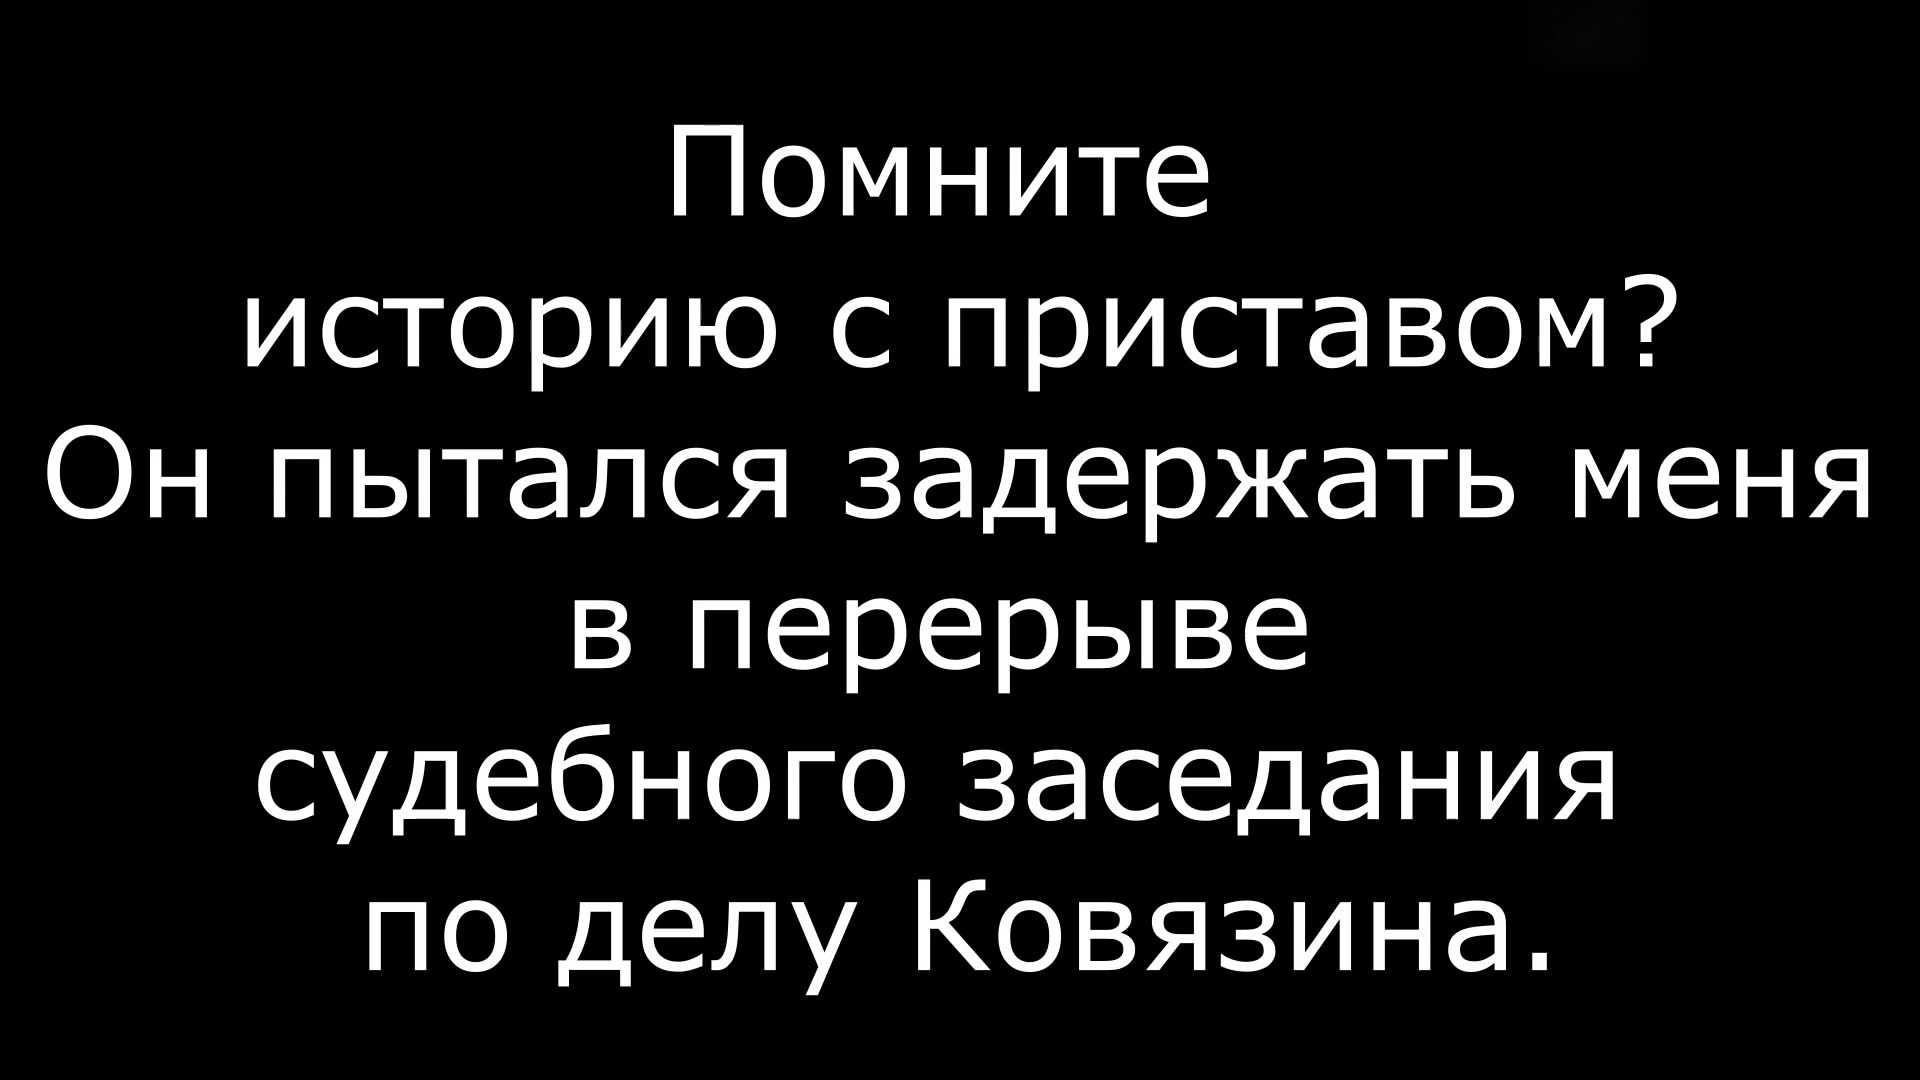 Помните
историю с приставом?
Он пытался задержать меня
в перерыве
судебного заседания
по делу Ковязина.